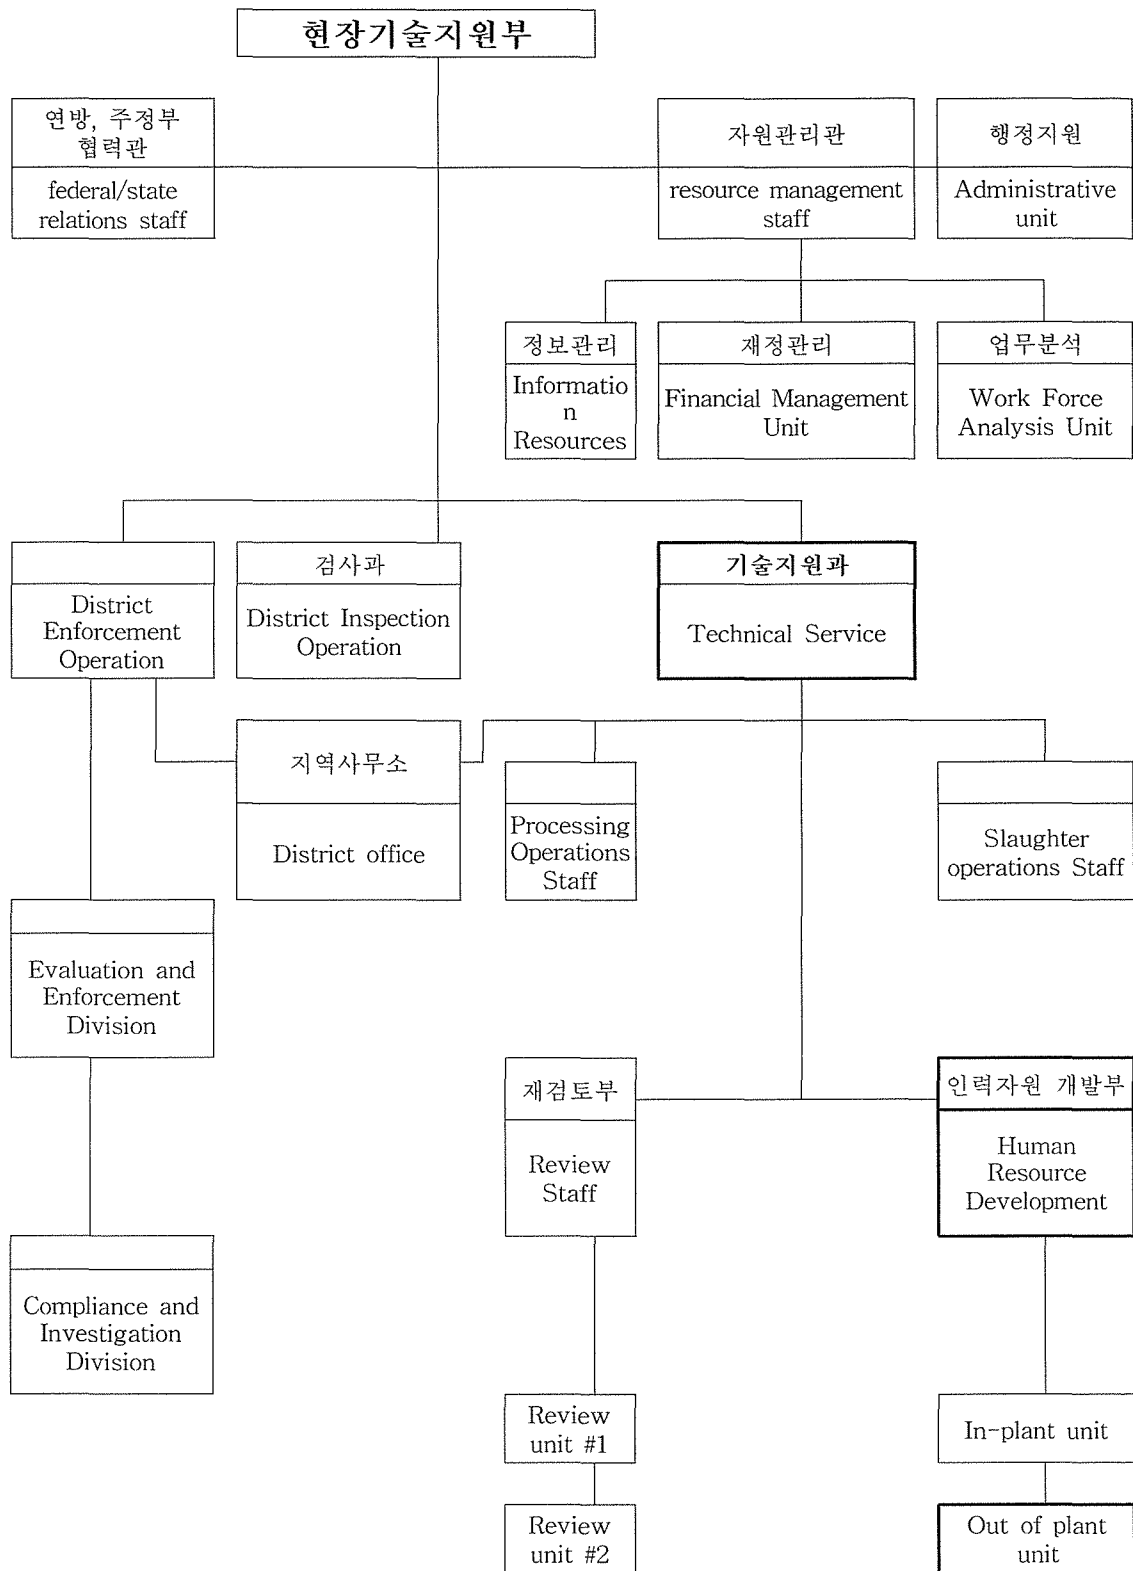 현장기술지원부
연방, 주정부
협력관
federal/state
relations staff
자원관리관
resource management
staff
행정지원
Administrative
unit
정보관리
Informatio
n
Resources
재정관리
Financial Management
Unit
업무분석
Work Force
Analysis Unit
District
Enforcement
Operation
검사과
District Inspection
Operation
기술지원과
Technical Service
지역사무소
District office
Processing
Operations
Staff
Slaughter
operations Staff
Evaluation and
Enforcement
Division
재검토부
Review
Staff
인력자원 개발부
Human
Resource
Development
Compliance and
Investigation
Division
Review
unit #1
In-plant unit
Review
unit #2
Out of plant
unit